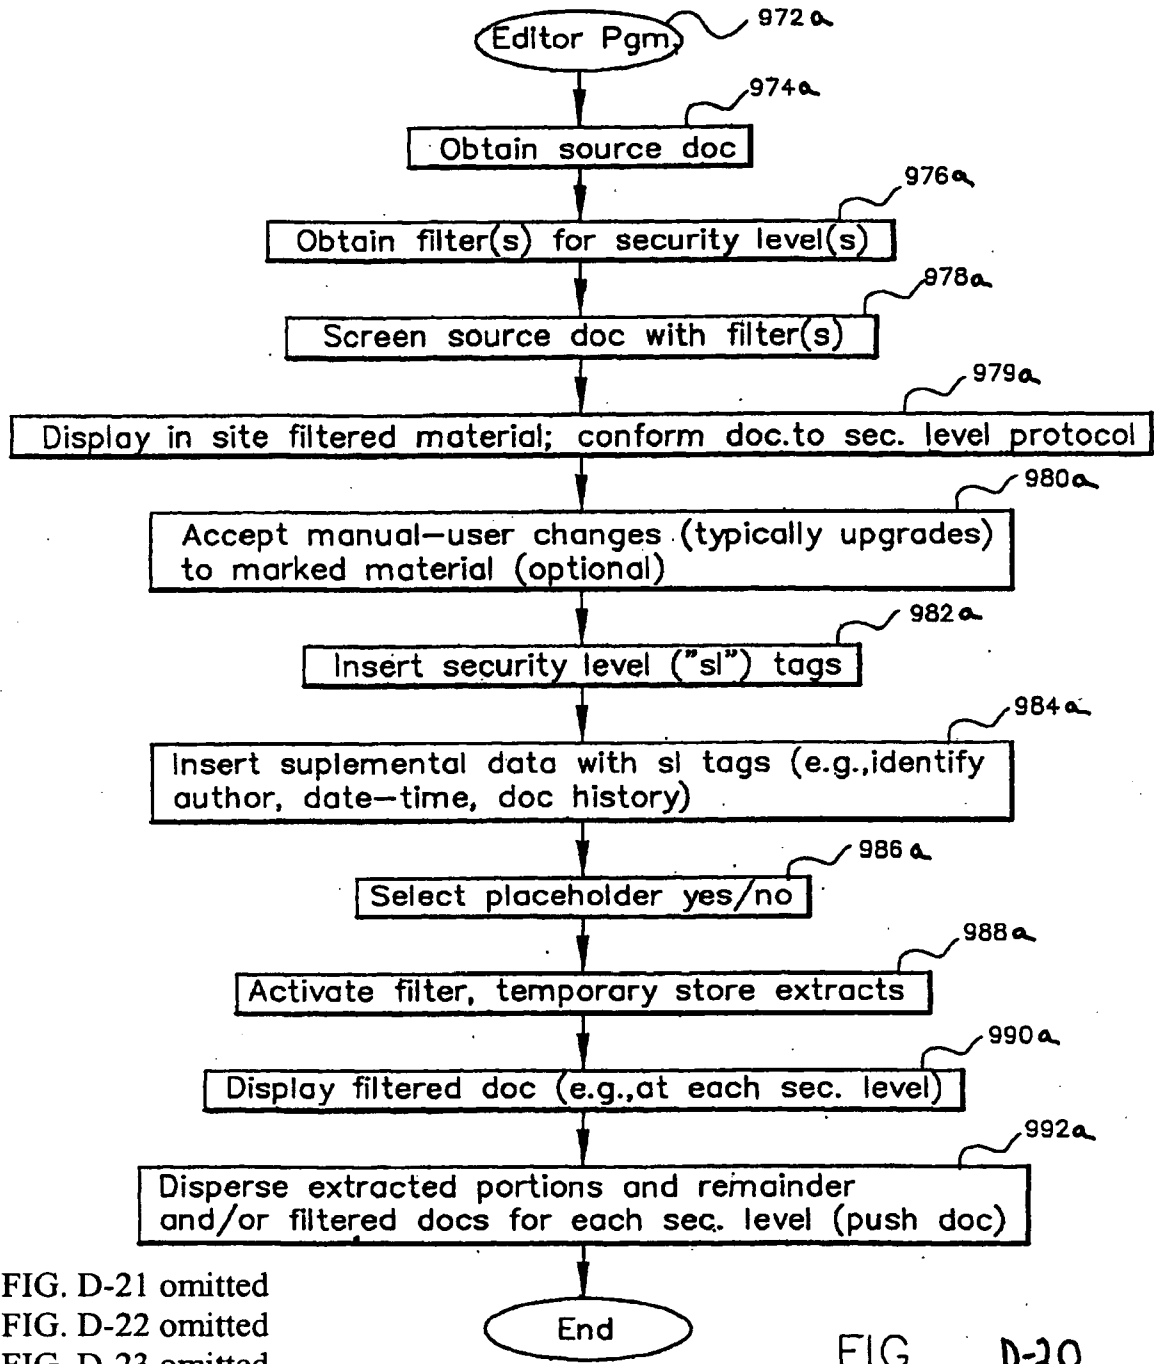 972a
Editor Pgm.
974a
Obtain source doc
976a
Obtain filter(s) for security level(s)
978a
Screen source doc with filter(s)
979a
Display in site filtered material; conform doc.to sec. level protocol
980a
Accept manual-user changes (typically upgrades)
to marked material (optional)
982a
Insert security level ("sl") tags
984a
Insert suplemental data with sl tags (e.g.,identify
author, date-time, doc history)
986a
Select placeholder yes/no
988a
Activate filter, temporary store extracts
990a
Display filtered doc (e.g.,at each sec. level)
992a
Disperse extracted portions and remainder
and/or filtered docs for each sec. level (push doc)
End
FIG. D-21 omitted
FIG. D-22 omitted
FIG. D-23 omitted
FIG D-20